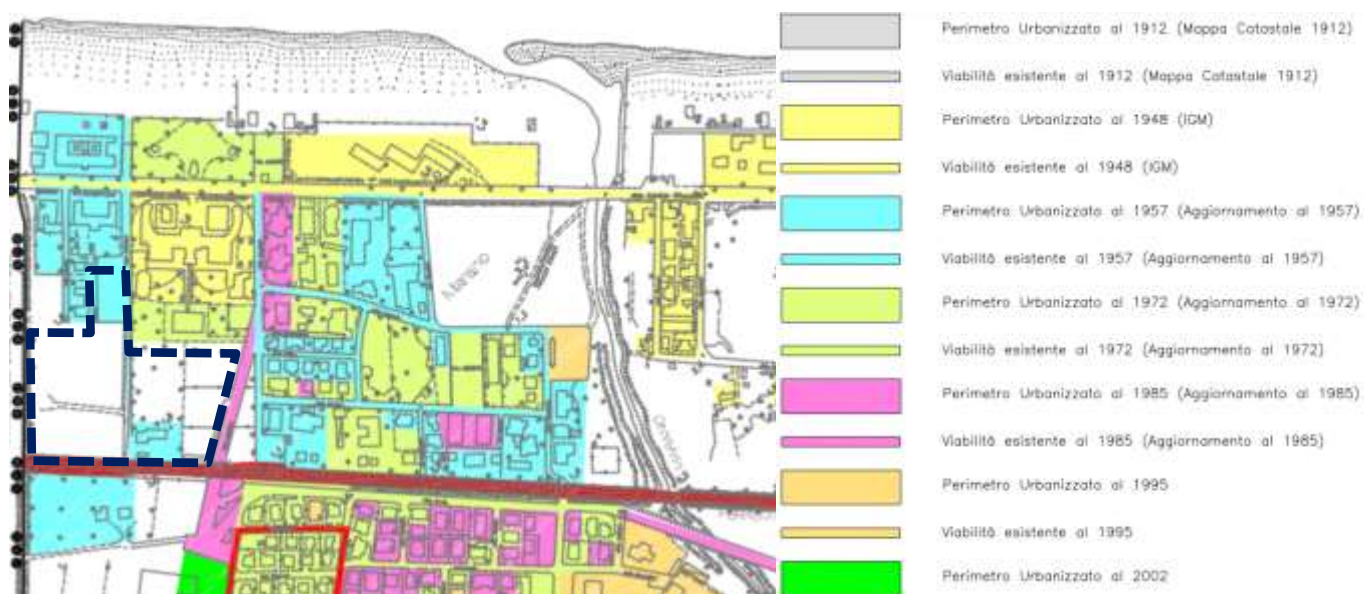 Perimetro Urbanizzato al 1912 (Mappa Catastale 1912)
Viabilità esistente al 1912 (Mappa Catastale 1912)
Perimetro Urbanizzato al 1948 (IGM)
Viabilità esistente al 1948 (IGM)
Perimetro Urbanizzato al 1957 (Aggiornamento al 1957)
Viabilità esistente al 1957 (Aggiornamento al 1957)
Perimetro Urbanizzato al 1972 (Aggiornamento al 1972)
Viabilità esistente al 1972 (Aggiornamento al 1972)
Perimetro Urbanizzato al 1985 (Aggiornamento al 1985)
Viabilità esistente al 1985 (Aggiornamento al 1985)
Perimetro Urbanizzato al 1995
Viabilità esistente al 1995
Perimetro Urbanizzato al 2002
Marano